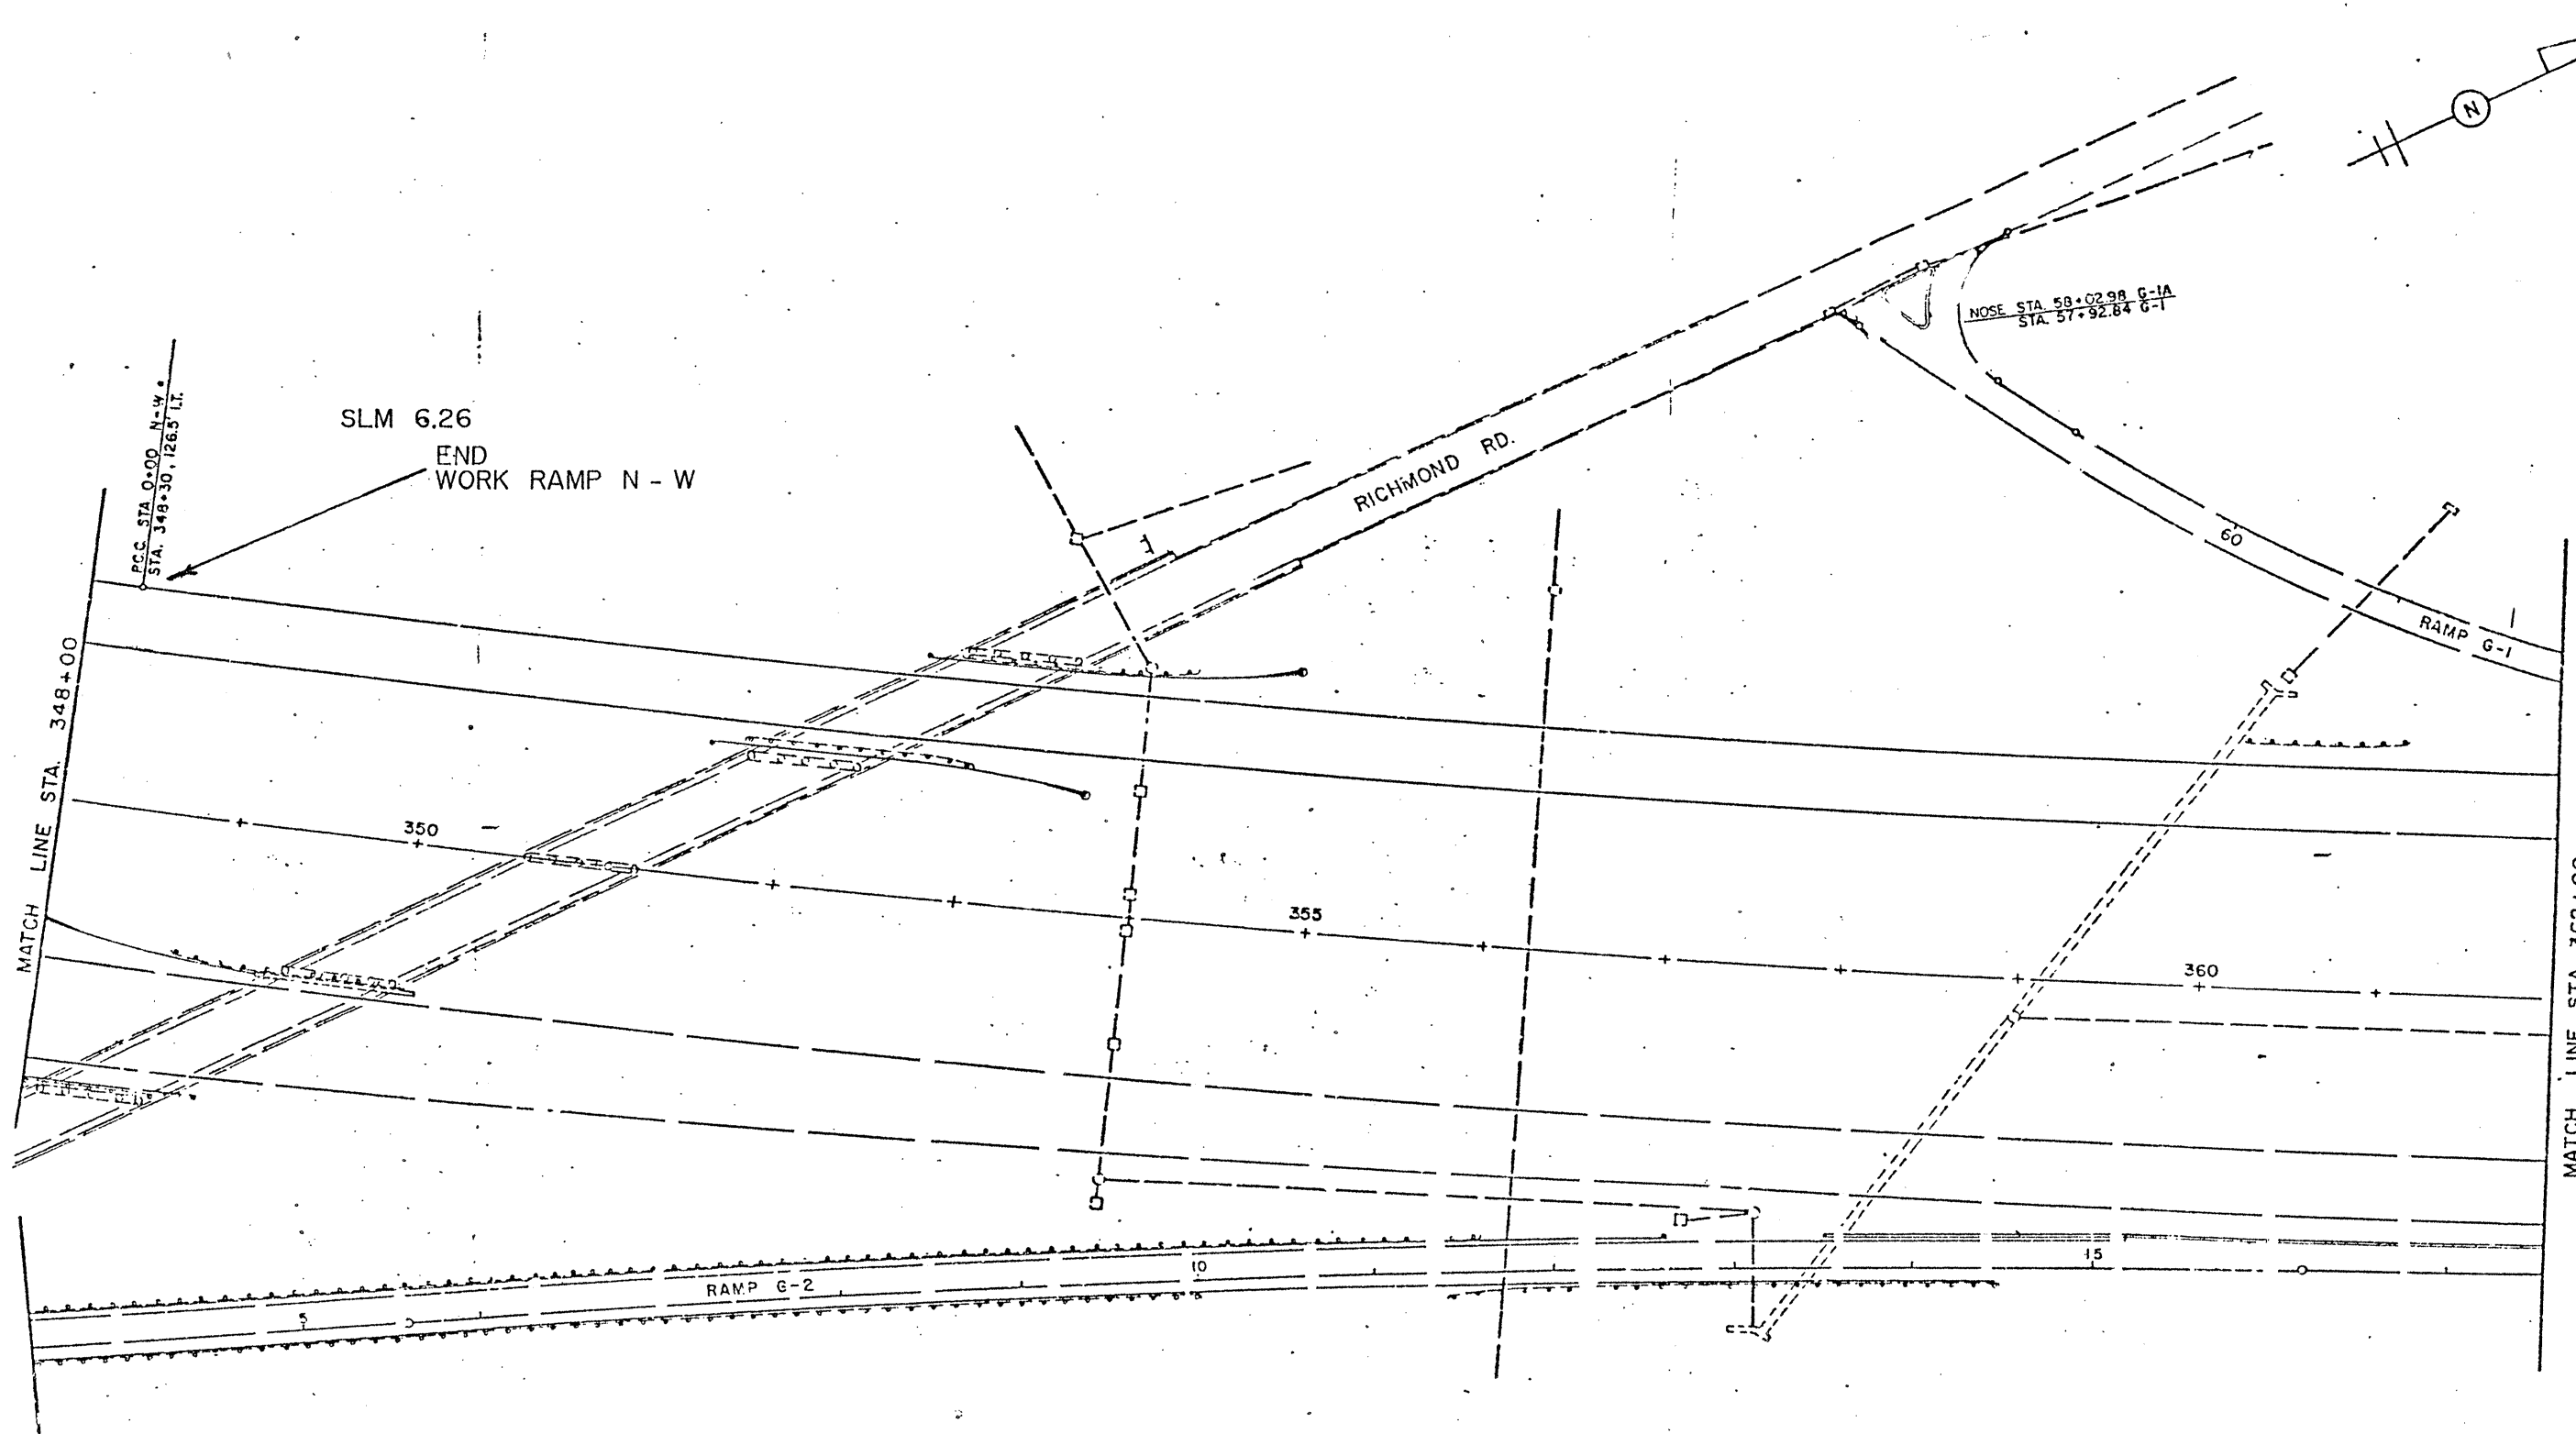 N
NOSE STA. 58+02.98 G-1A
STA. 57+92.84 G-1
P.C.C. STA 0+00 N-W
STA. 348+30, 126.5' LT.
SLM 6.26
END
WORK RAMP N - W
RICHMOND RD.
60
RAMP G-1
MATCH LINE STA. 348+00
350
355
360
MATCH LINE STA.
10
15
RAMP G-2
5